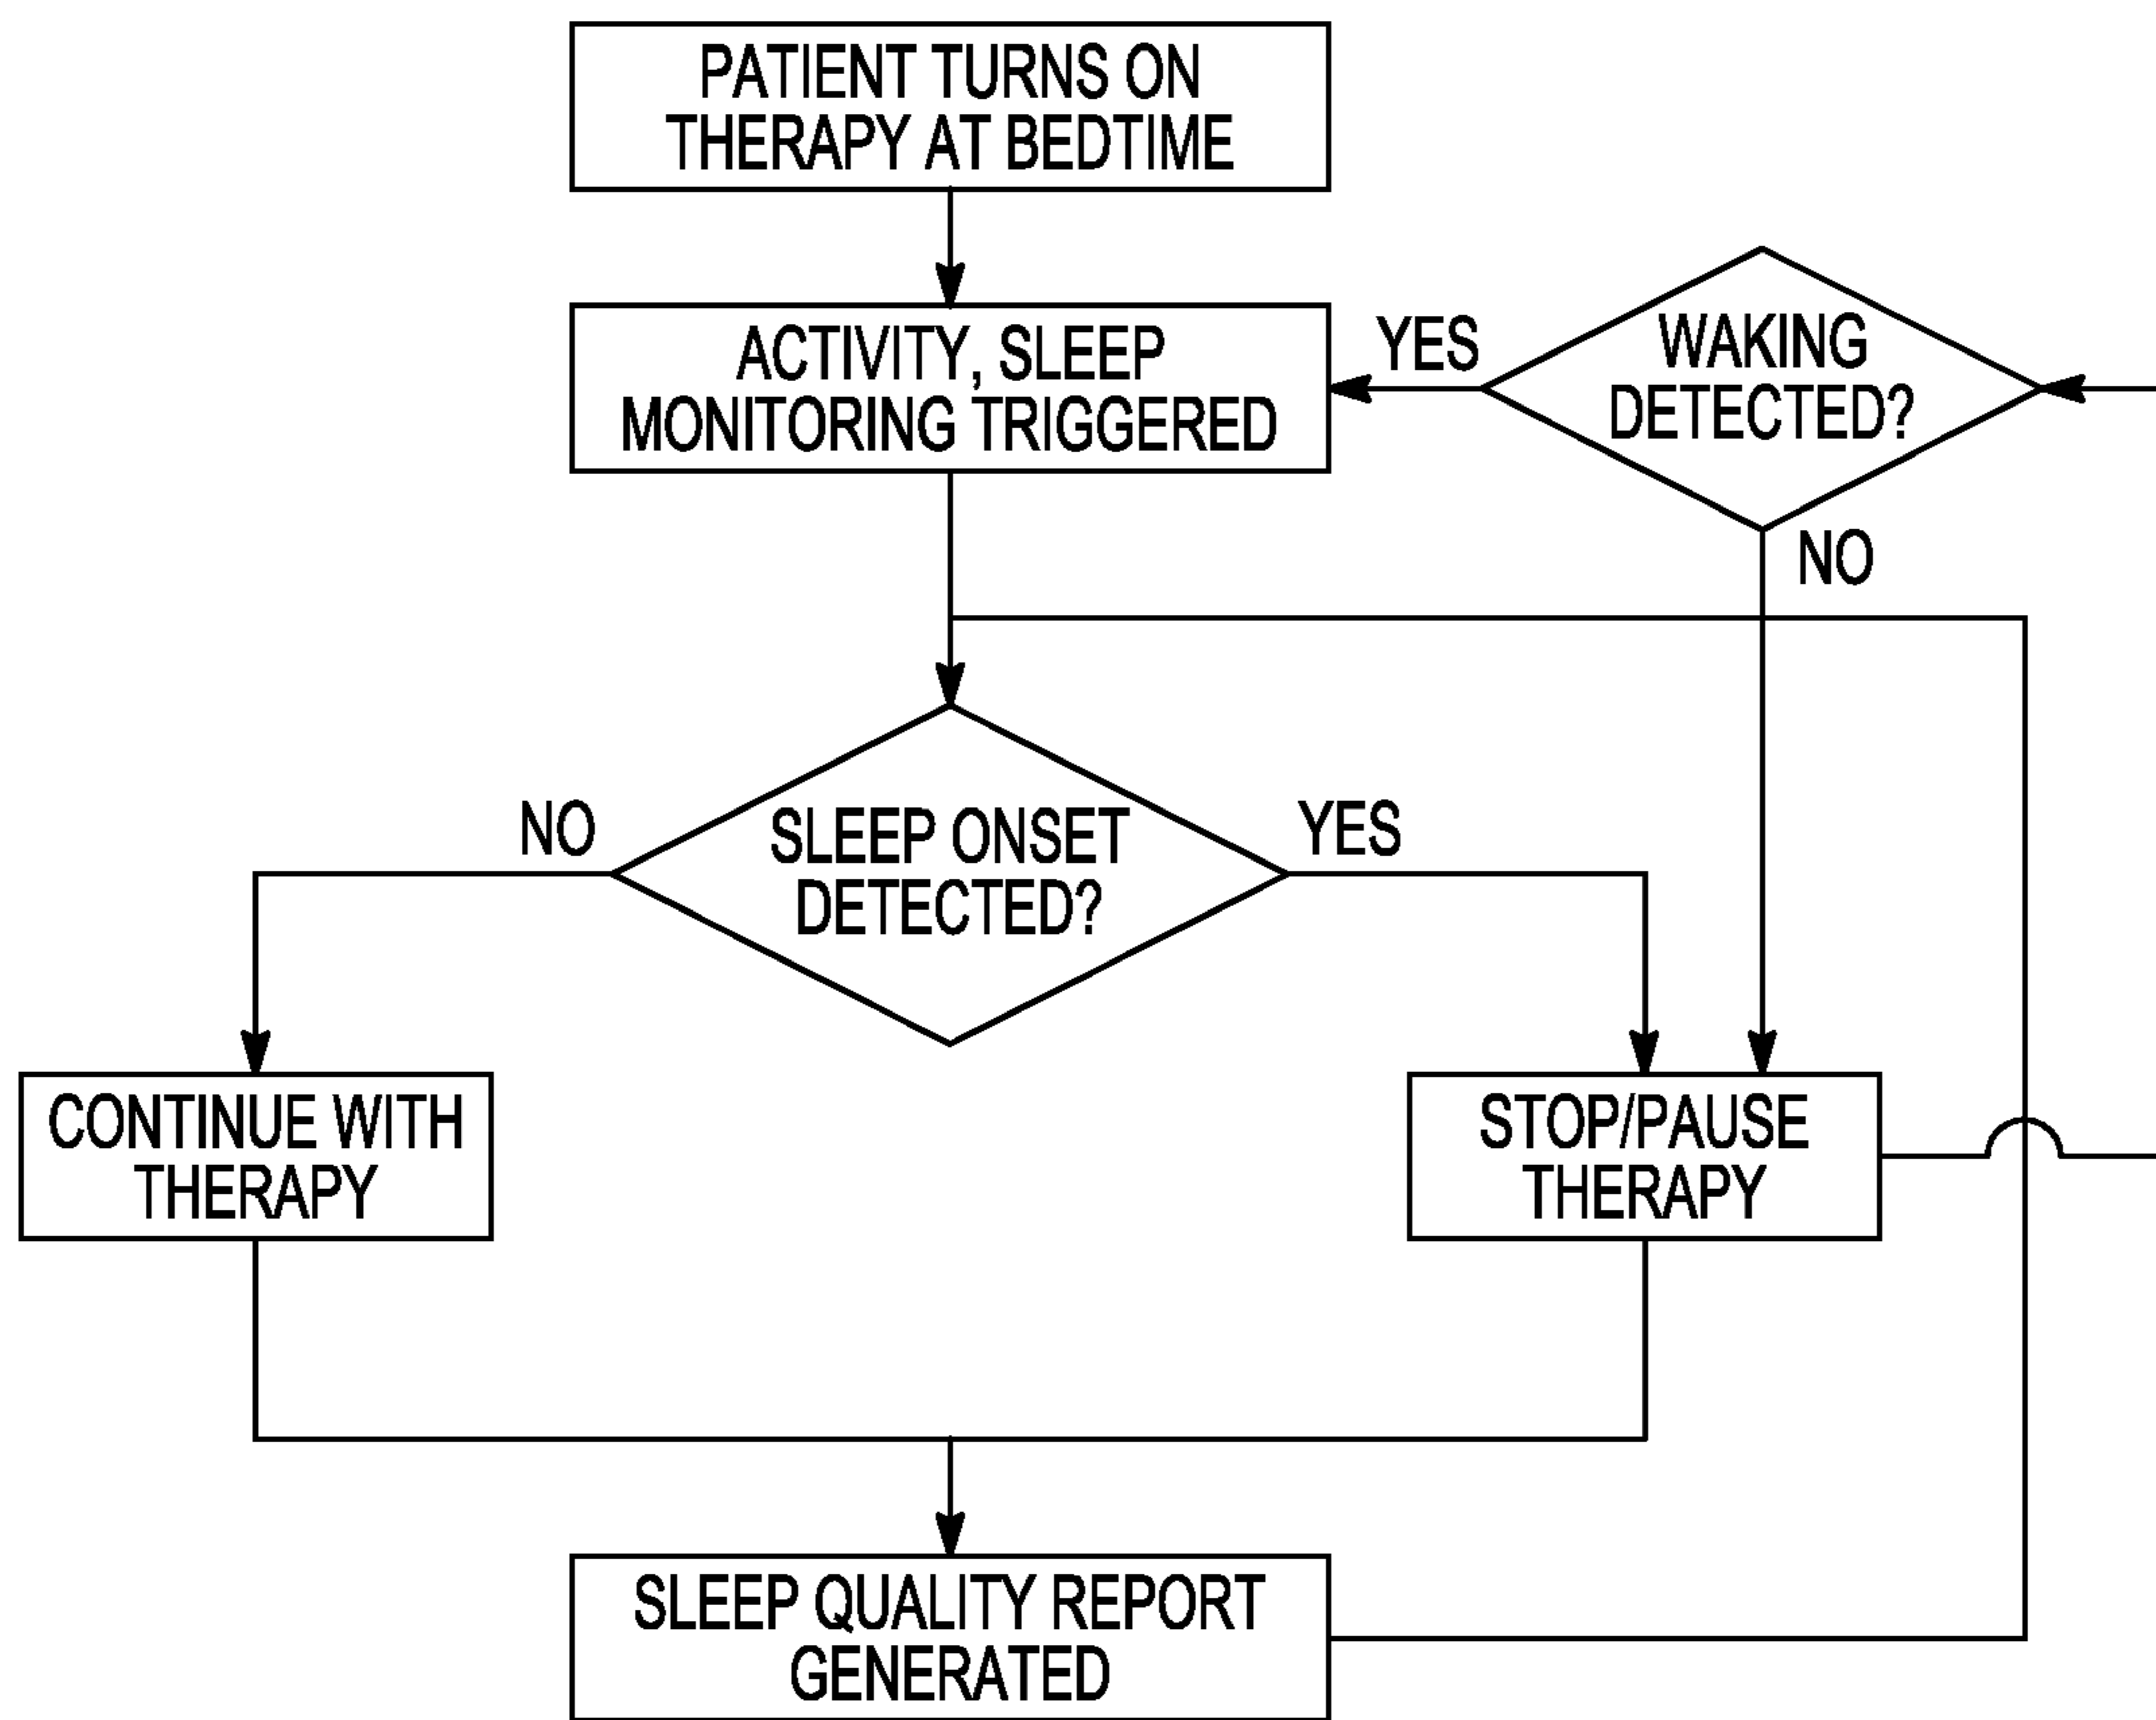 PATIENT TURNS ON
THERAPY AT BEDTIME
ACTIVITY, SLEEP
MONITORING TRIGGERED
YES
WAKING
DETECTED?
NO
SLEEP ONSET
DETECTED?
NO
YES
CONTINUE WITH
THERAPY
STOP/PAUSE
THERAPY
SLEEP QUALITY REPORT
GENERATED